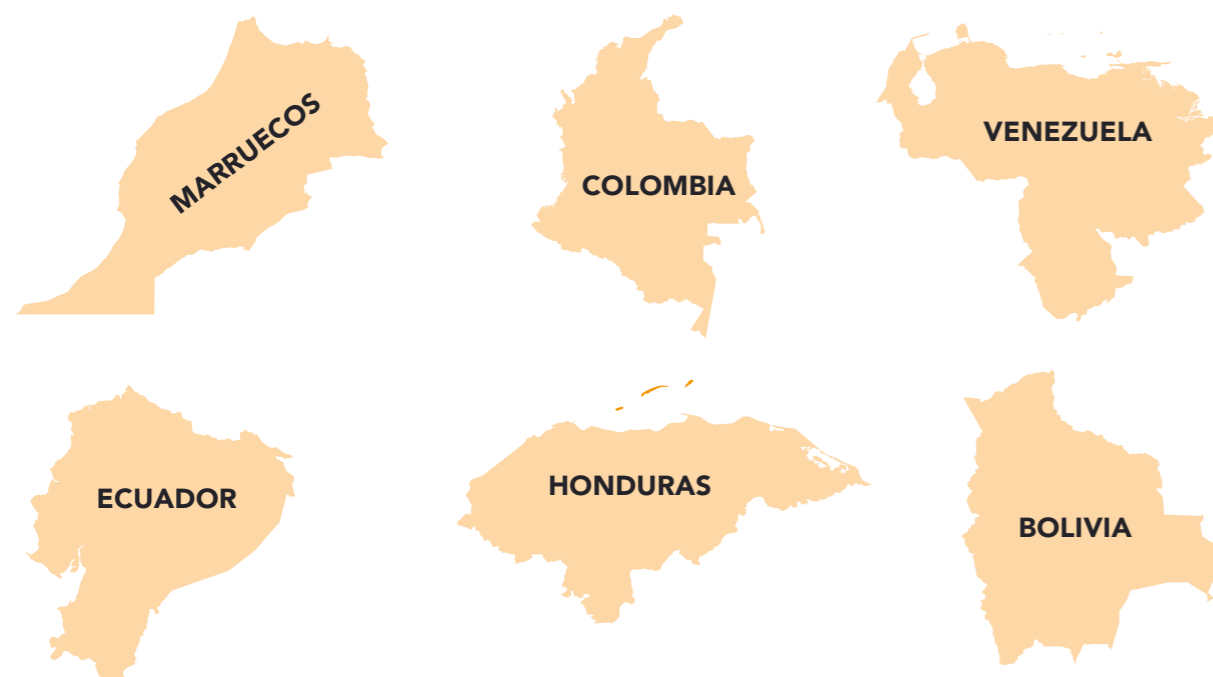 MARRUECOS
COLOMBIA
VENEZUELA
ECUADOR
HONDURAS
BOLIVIA